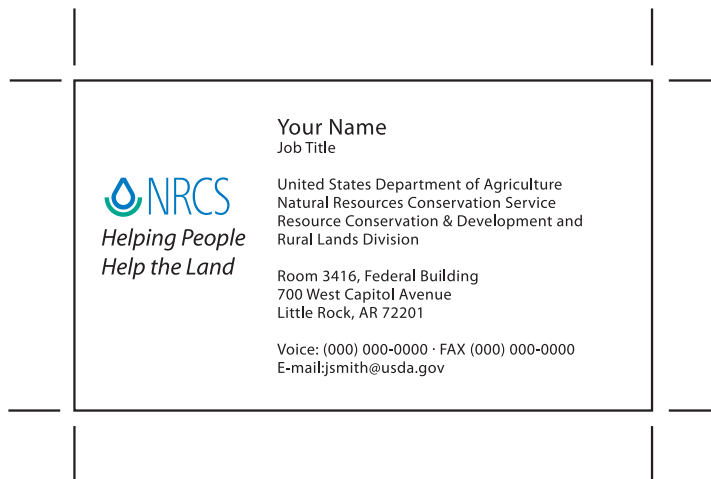 NRCS
Helping People
Help the Land
Your Name
Job Title
United States Department of Agriculture
Natural Resources Conservation Service
Resource Conservation & Development and
Rural Lands Division
Room 3416, Federal Building
700 West Capitol Avenue
Little Rock, AR 72201
Voice: (000) 000-0000 · FAX (000) 000-0000
E-mail:jsmith@usda.gov